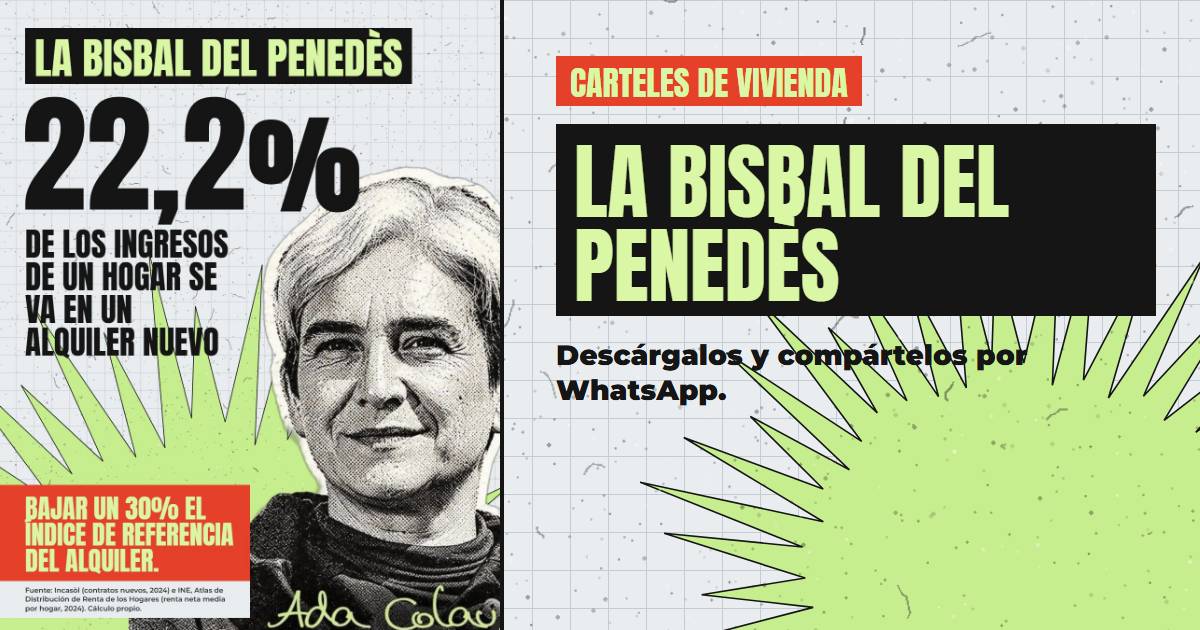 LA BISBAL DEL PENEDÈS
22,2%
DE LOS INGRESOS
DE UN HOGAR SE
VA EN UN
ALQUILER NUEVO
BAJAR UN 30% EL
ÍNDICE DE REFERENCIA
DEL ALQUILER.
Fuente: Incasòl (contratos nuevos, 2024) e INE, Atlas de
Distribución de Renta de los Hogares (renta neta media
por hogar, 2024). Cálculo propio.
Ada Colau
CARTELES DE VIVIENDA
LA BISBAL DEL
PENEDÈS
Descárgalos y compártelos por
WhatsApp.